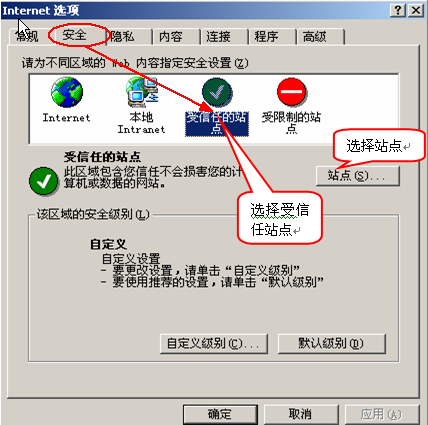 Internet 选项
常规 安全 隐私 内容 连接 程序 高级
请为不同区域的 Web 内容指定安全设置(Z)
Internet
本地
Intranet
受信任的站
点
受限制的站
点
选择站点
受信任的站点
此区域包含您信任不会损害您的计
算机或数据的网站。
站点(S)...
选择受信
任站点
该区域的安全级别(L)
自定义
自定义设置
- 要更改设置，请单击“自定义级别”
- 要使用推荐的设置，请单击“默认级别”
自定义级别(C)... 默认级别(D)
确定 取消 应用(A)